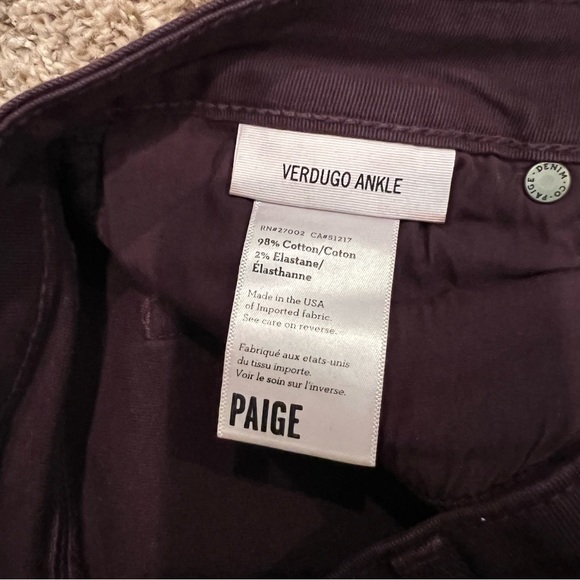 VERDUGO ANKLE
PAIGE • DENIM • CO •
RN#27002 CA#51217
98% Cotton/Coton
2% Elastane/
Élasthanne
Made in the USA
of Imported fabric.
See care on reverse.
Fabriqué aux etats-unis
du tissu importe.
Voir le soin sur l'inverse.
PAIGE